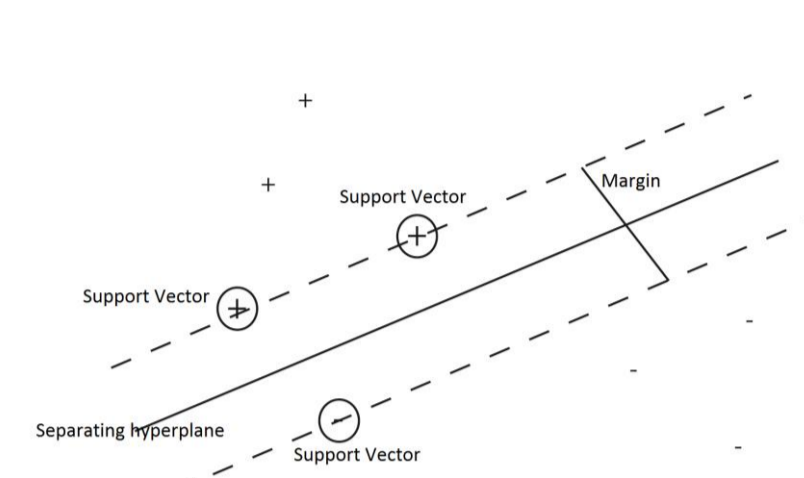 Margin
Support Vector
Support Vector
Separating hyperplane
Support Vector